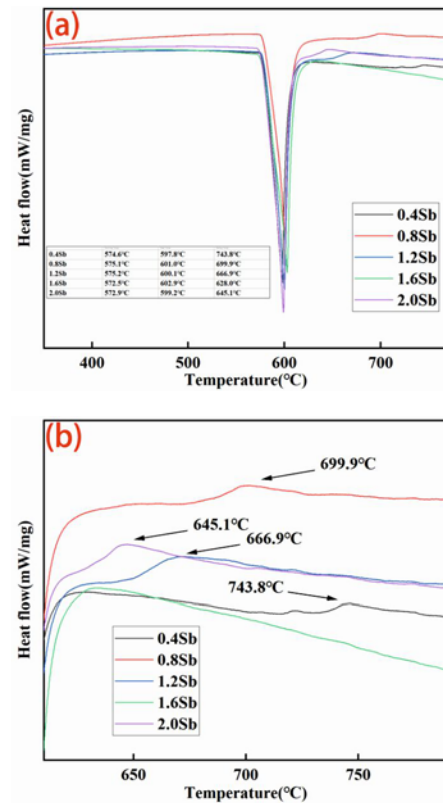 (a)
Heat flow(mW/mg)
0.4Sb 574.6℃ 597.8℃ 743.8℃
0.8Sb 575.1℃ 601.0℃ 699.9℃
1.2Sb 575.2℃ 600.1℃ 666.9℃
1.6Sb 572.5℃ 602.9℃ 628.0℃
2.0Sb 572.9℃ 599.2℃ 645.1℃
0.4Sb
0.8Sb
1.2Sb
1.6Sb
2.0Sb
400 500 600 700
Temperature(℃)
(b)
Heat flow(mW/mg)
699.9℃
645.1℃
666.9℃
743.8℃
0.4Sb
0.8Sb
1.2Sb
1.6Sb
2.0Sb
650 700 750
Temperature(℃)